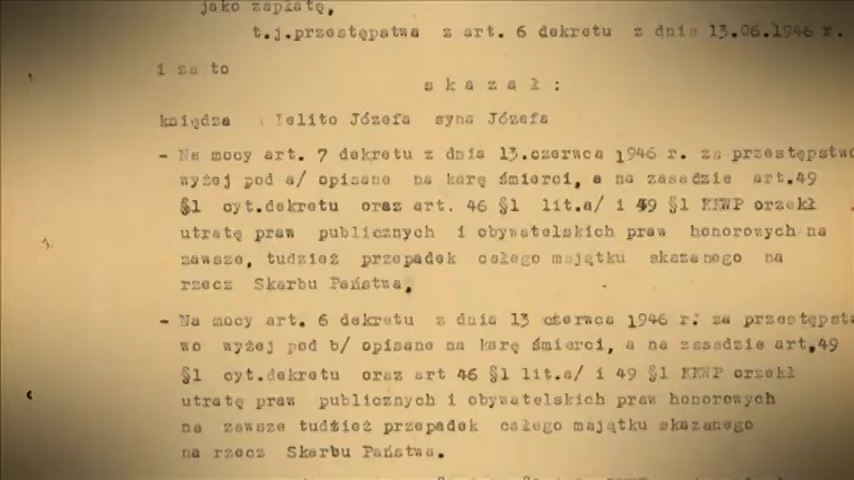 jako zapłatę,
t.j.przestępstwa z art. 6 dekretu z dnia 13.06.1946 r.
i za to
s k a z a ł :
księdza Lelito Józefa syna Józefa
- Na mocy art. 7 dekretu z dnia 13.czerwca 1946 r. za przestępstwo
wyżej pod a/ opisane na karę śmierci, a na zasadzie art.49
§1 cyt.dekretu oraz art. 46 §1 lit.a/ i 49 §1 KKWP orzekł
utratę praw publicznych i obywatelskich praw honorowych na
zawsze, tudzież przepadek całego majątku skazanego na
rzecz Skarbu Państwa.
- Na mocy art. 6 dekretu z dnia 13 czerwca 1946 r. za przestępst
wo wyżej pod b/ opisane na karę śmierci, a na zasadzie art,49
§1 cyt.dekretu oraz art 46 §1 lit.a/ i 49 §1 KKWP orzekł
utratę praw publicznych i obywatelskich praw honorowych
na zawsze tudzież przepadek całego majątku skazanego
na rzecz Skarbu Państwa.